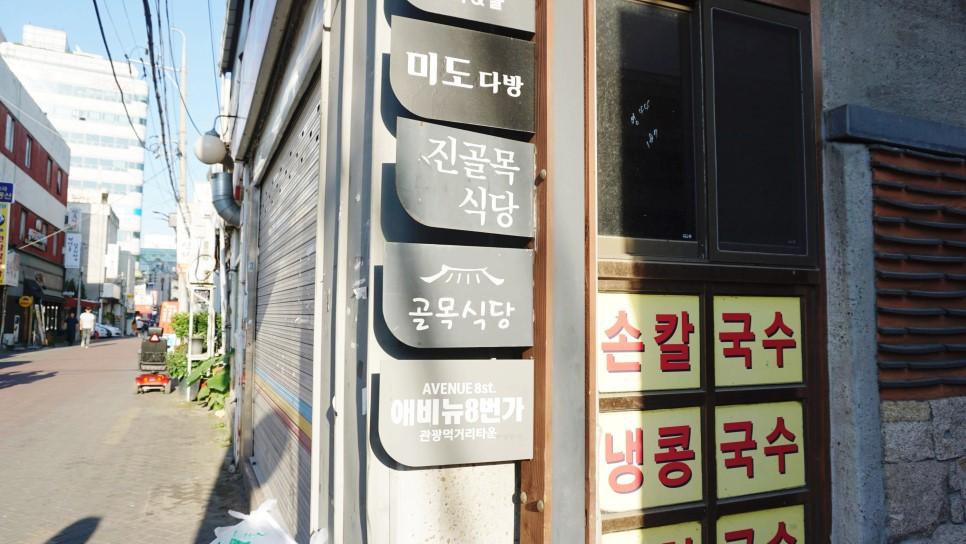 미도다방
진골목
식당
골목식당
AVENUE 8st.
애비뉴8번가
관광먹거리타운
손칼 국수
냉콩 국수